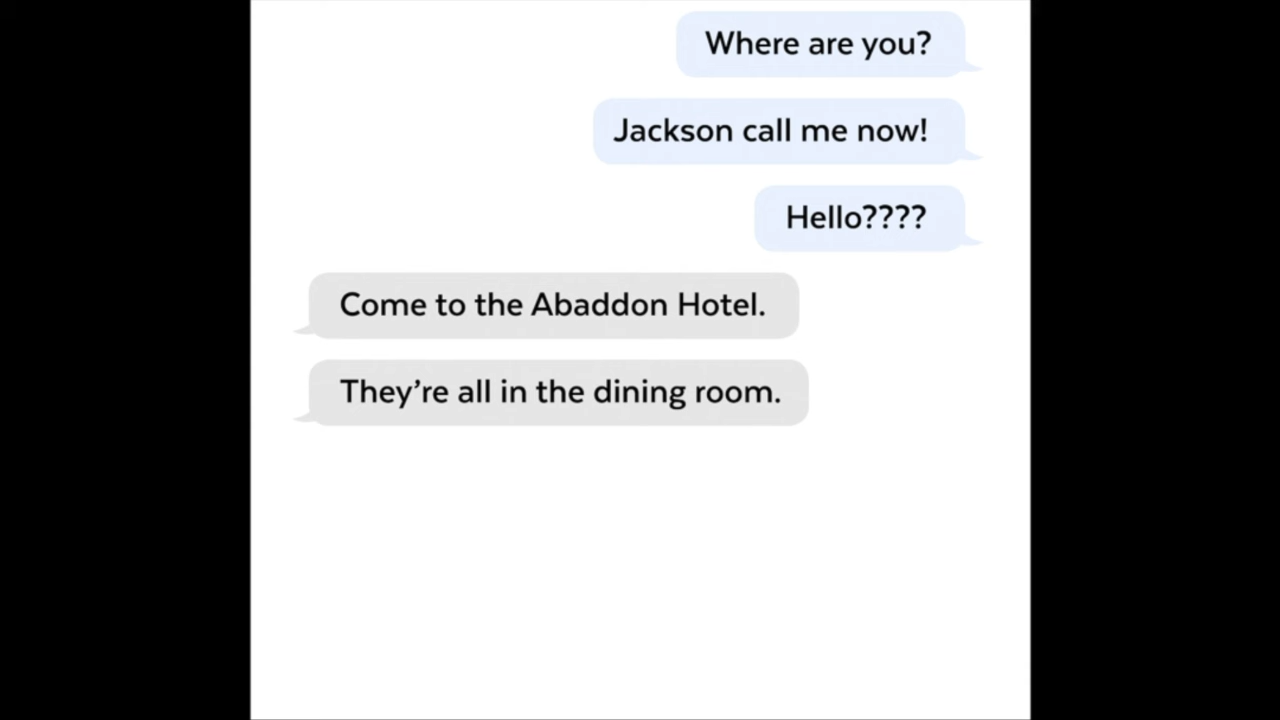 Where are you?
Jackson call me now!
Hello????
Come to the Abaddon Hotel.
They’re all in the dining room.